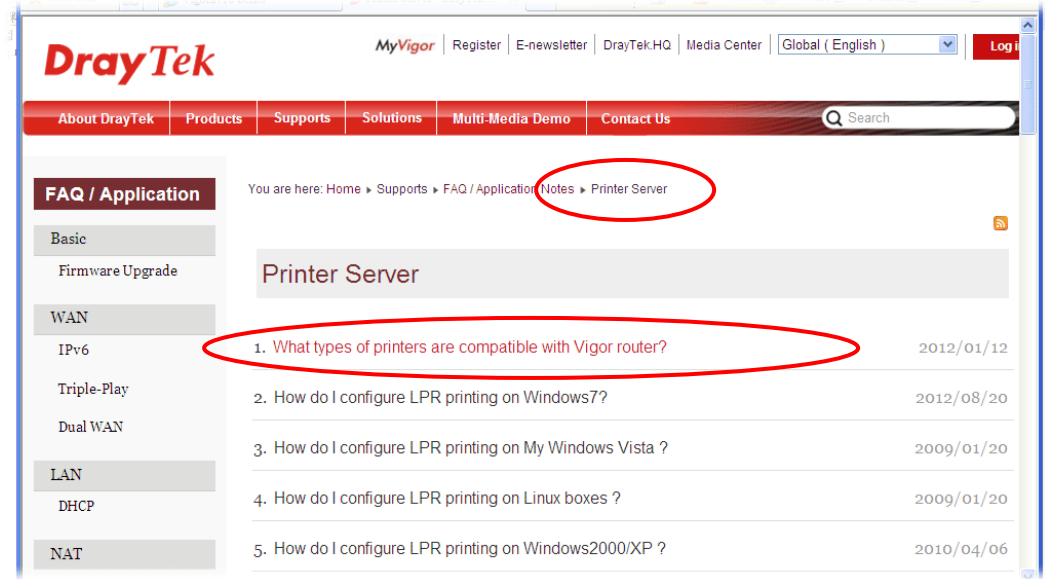 DrayTek
MyVigor Register E-newsletter DrayTek.HQ Media Center Global ( English )
About DrayTek Products Supports Solutions Multi-Media Demo Contact Us Search
You are here: Home ▸ Supports ▸ FAQ / Application Notes ▸ Printer Server
FAQ / Application
Basic
Firmware Upgrade
WAN
IPv6
Triple-Play
Dual WAN
LAN
DHCP
NAT
Printer Server
1. What types of printers are compatible with Vigor router? 2012/01/12
2. How do I configure LPR printing on Windows7? 2012/08/20
3. How do I configure LPR printing on My Windows Vista ? 2009/01/20
4. How do I configure LPR printing on Linux boxes ? 2009/01/20
5. How do I configure LPR printing on Windows2000/XP ? 2010/04/06